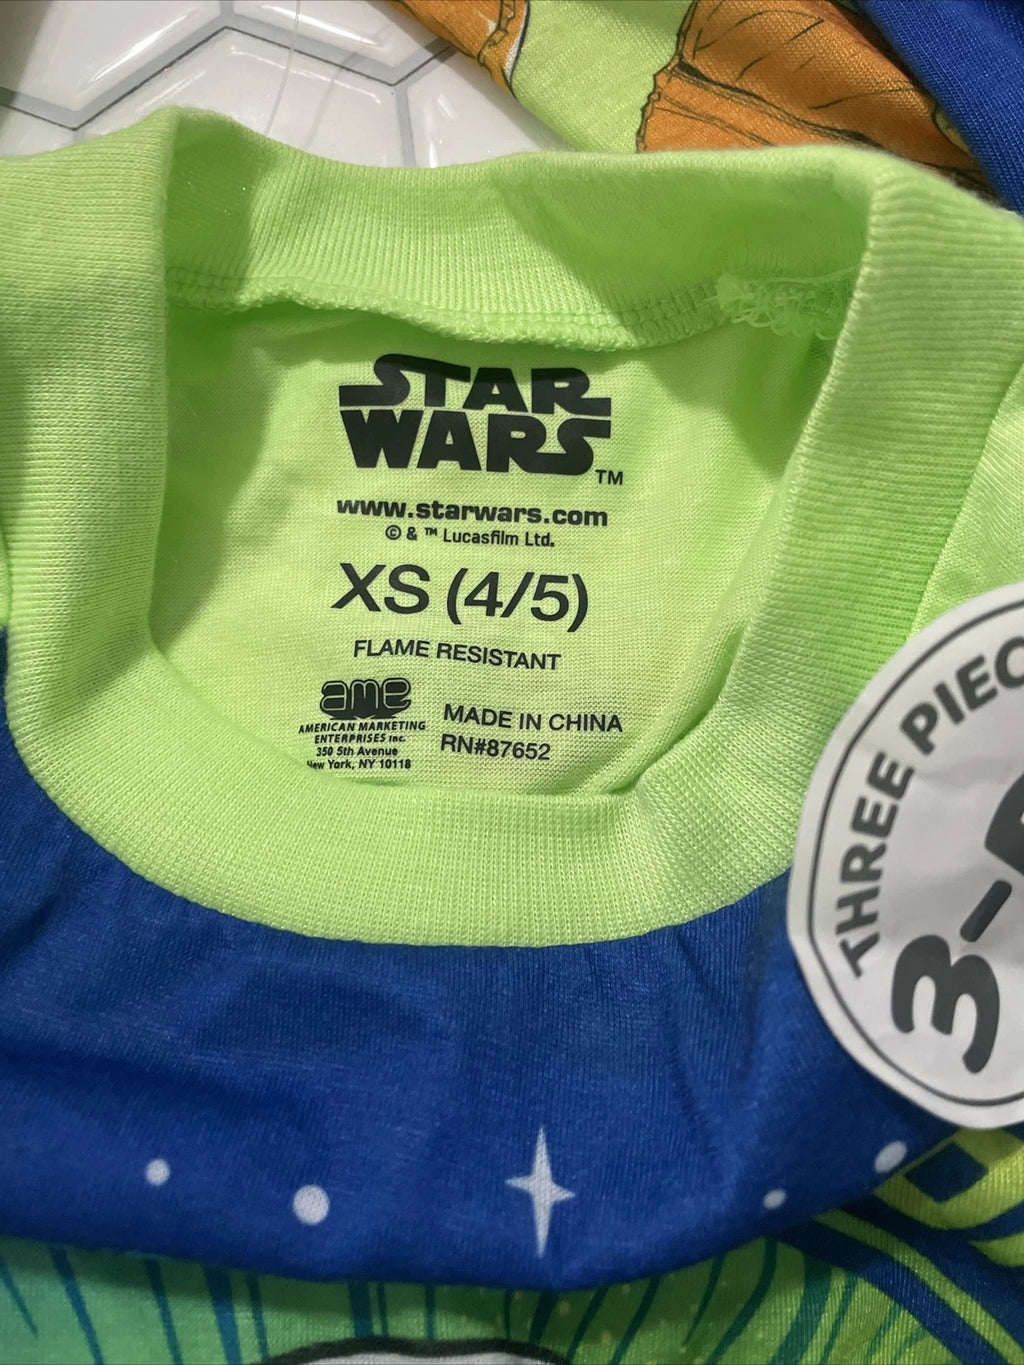 STAR
WARS
TM
www.starwars.com
© & ™ Lucasfilm Ltd.
XS (4/5)
FLAME RESISTANT
ame
AMERICAN MARKETING
ENTERPRISES Inc.
350 5th Avenue
New York, NY 10118
MADE IN CHINA
RN#87652
THREE PIEC
3-